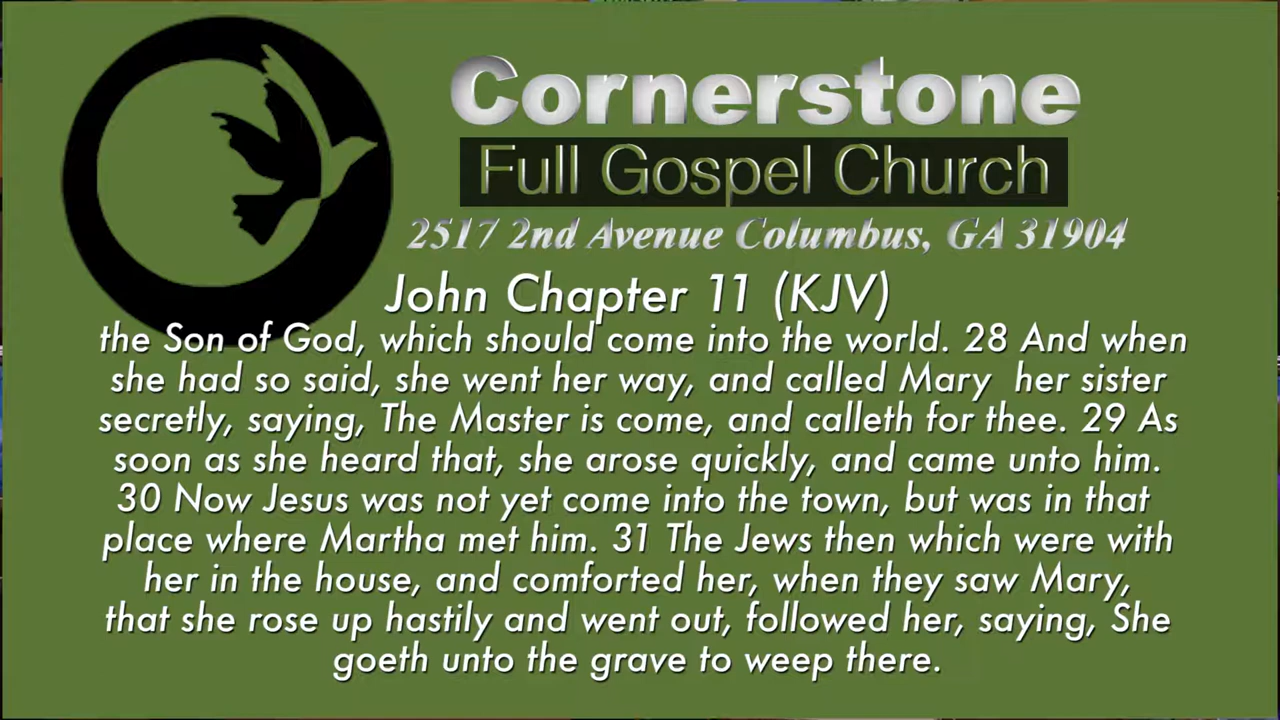 Cornerstone
Full Gospel Church
2517 2nd Avenue Columbus, GA 31904
John Chapter 11 (KJV)
the Son of God, which should come into the world. 28 And when
she had so said, she went her way, and called Mary  her sister
secretly, saying, The Master is come, and calleth for thee. 29 As
soon as she heard that, she arose quickly, and came unto him.
30 Now Jesus was not yet come into the town, but was in that
place where Martha met him. 31 The Jews then which were with
her in the house, and comforted her, when they saw Mary,
that she rose up hastily and went out, followed her, saying, She
goeth unto the grave to weep there.